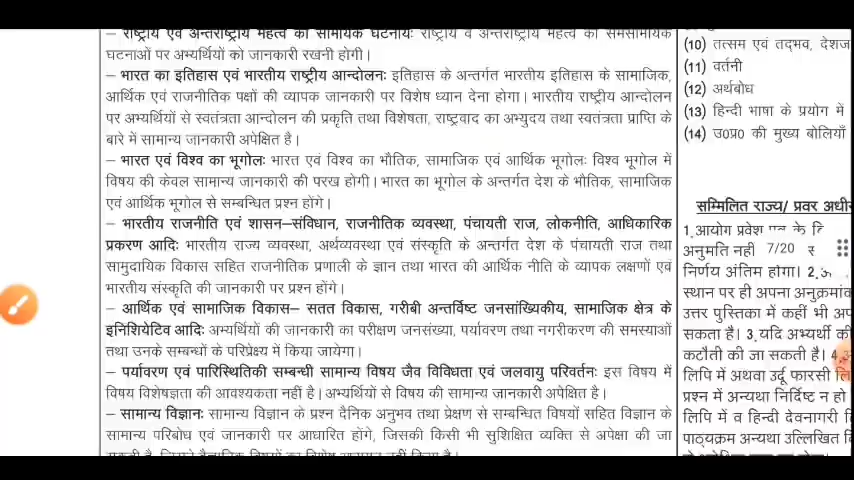 – राष्ट्रीय एवं अन्तर्राष्ट्रीय महत्व की सामयिक घटनायेंः राष्ट्रीय व अन्तर्राष्ट्रीय महत्व की समसामयिक
घटनाओं पर अभ्यर्थियों को जानकारी रखनी होगी।
– भारत का इतिहास एवं भारतीय राष्ट्रीय आन्दोलनः इतिहास के अन्तर्गत भारतीय इतिहास के सामाजिक,
आर्थिक एवं राजनीतिक पक्षों की व्यापक जानकारी पर विशेष ध्यान देना होगा। भारतीय राष्ट्रीय आन्दोलन
पर अभ्यर्थियों से स्वतंत्रता आन्दोलन की प्रकृति तथा विशेषता, राष्ट्रवाद का अभ्युदय तथा स्वतंत्रता प्राप्ति के
बारे में सामान्य जानकारी अपेक्षित है।
– भारत एवं विश्व का भूगोलः भारत एवं विश्व का भौतिक, सामाजिक एवं आर्थिक भूगोलः विश्व भूगोल में
विषय की केवल सामान्य जानकारी की परख होगी। भारत का भूगोल के अन्तर्गत देश के भौतिक, सामाजिक
एवं आर्थिक भूगोल से सम्बन्धित प्रश्न होंगे।
– भारतीय राजनीति एवं शासन–संविधान, राजनीतिक व्यवस्था, पंचायती राज, लोकनीति, आधिकारिक
प्रकरण आदिः भारतीय राज्य व्यवस्था, अर्थव्यवस्था एवं संस्कृति के अन्तर्गत देश के पंचायती राज तथा
सामुदायिक विकास सहित राजनीतिक प्रणाली के ज्ञान तथा भारत की आर्थिक नीति के व्यापक लक्षणों एवं
भारतीय संस्कृति की जानकारी पर प्रश्न होंगे।
– आर्थिक एवं सामाजिक विकास– सतत विकास, गरीबी अन्तर्विष्ट जनसांख्यिकीय, सामाजिक क्षेत्र के
इनिशियेटिव आदिः अभ्यर्थियों की जानकारी का परीक्षण जनसंख्या, पर्यावरण तथा नगरीकरण की समस्याओं
तथा उनके सम्बन्धों के परिप्रेक्ष्य में किया जायेगा।
– पर्यावरण एवं पारिस्थितिकी सम्बन्धी सामान्य विषय जैव विविधता एवं जलवायु परिवर्तनः इस विषय में
विषय विशेषज्ञता की आवश्यकता नहीं है। अभ्यर्थियों से विषय की सामान्य जानकारी अपेक्षित है।
– सामान्य विज्ञानः सामान्य विज्ञान के प्रश्न दैनिक अनुभव तथा प्रेक्षण से सम्बन्धित विषयों सहित विज्ञान के
सामान्य परिबोध एवं जानकारी पर आधारित होंगे, जिसकी किसी भी सुशिक्षित व्यक्ति से अपेक्षा की जा
(10) तत्सम एवं तद्भव, देशज
(11) वर्तनी
(12) अर्थबोध
(13) हिन्दी भाषा के प्रयोग में
(14) उ0प्र0 की मुख्य बोलियाँ
सम्मिलित राज्य/ प्रवर अधीन
1.आयोग प्रवेश के
अनुमति नहीं 7/20
निर्णय अंतिम होगा। 2.
स्थान पर ही अपना अनुक्रमांक
उत्तर पुस्तिका में कहीं भी
सकता है। 3.यदि अभ्यर्थी की
कटौती की जा सकती है। 4.
लिपि में अथवा उर्दू फारसी
प्रश्न में अन्यथा निर्दिष्ट न हो
लिपि में व हिन्दी देवनागरी
पाठ्यक्रम अन्यथा उल्लिखित